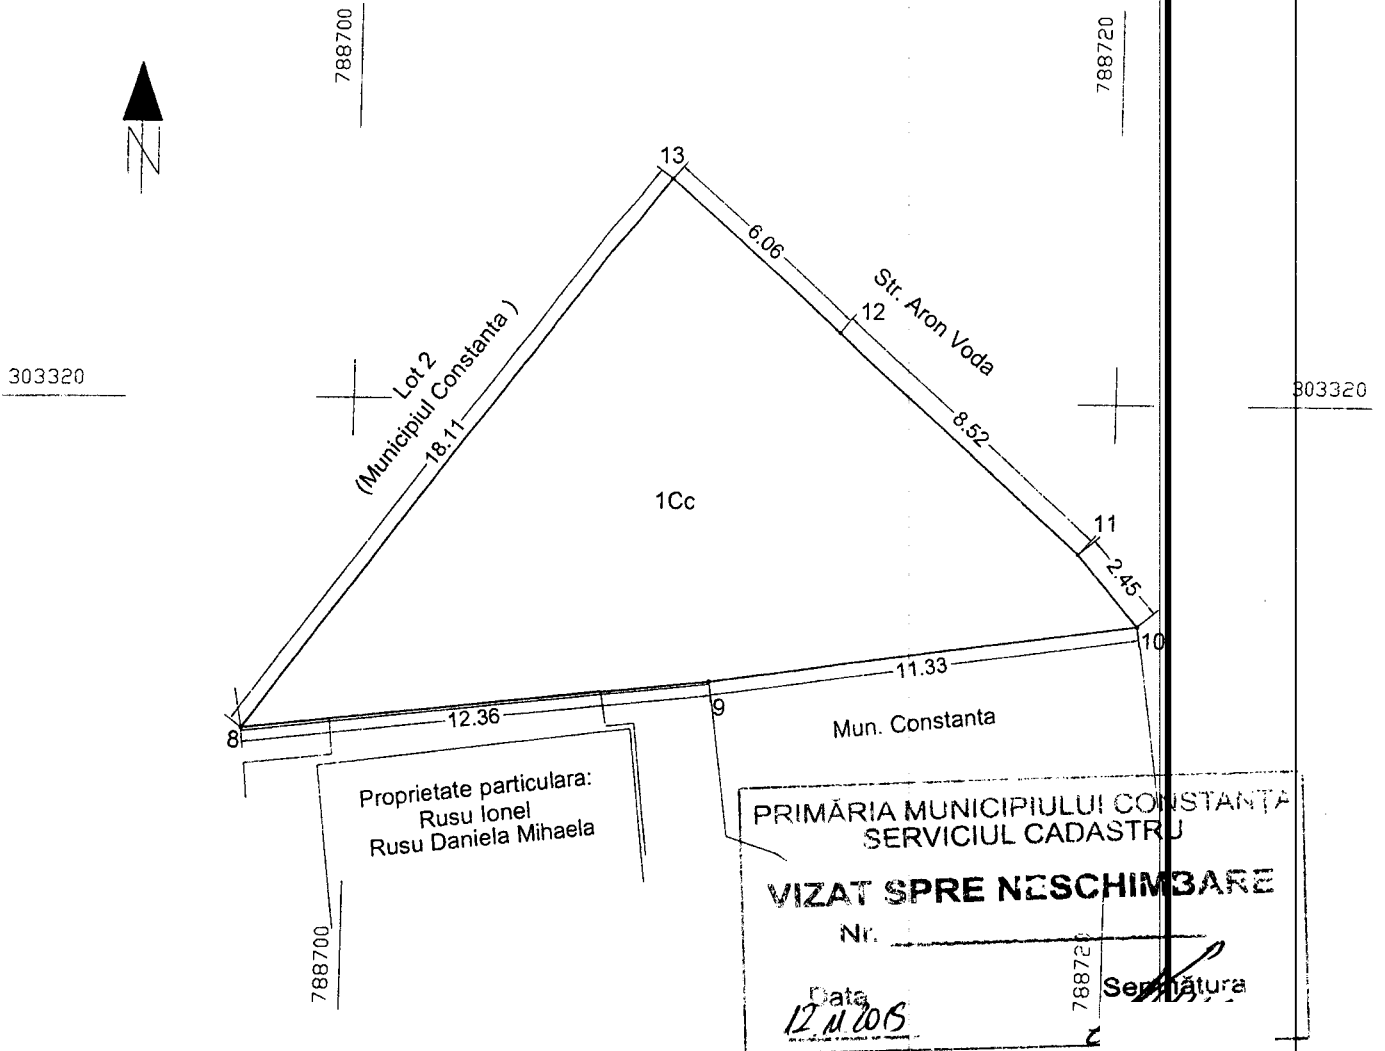 788700
788720
N
13
6.06
12
Str. Aron Voda
303320
303320
Lot 2
(Municipiul Constanta )
18.11
8.52
1Cc
11
2.45
10
11.33
9
12.36
8
Mun. Constanta
Proprietate particulara:
Rusu Ionel
Rusu Daniela Mihaela
PRIMĂRIA MUNICIPIULUI CONSTANȚA
SERVICIUL CADASTRU
VIZAT SPRE NESCHIMBARE
Nr.
788700
788720
Data
Semnătura
12.11.2015